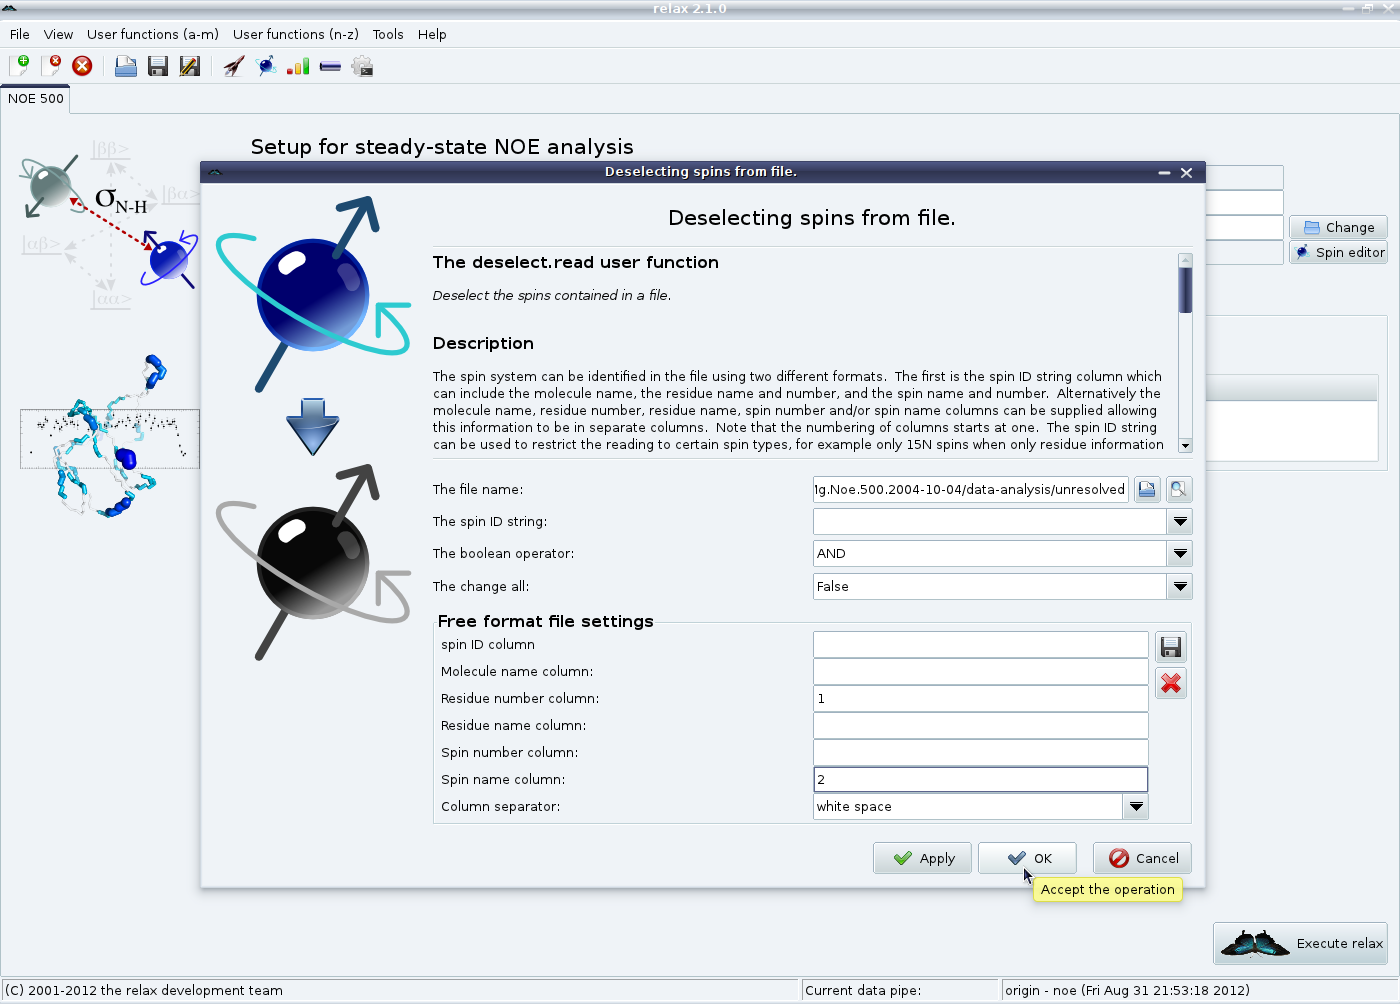 relax 2.1.0
File View User functions (a-m) User functions (n-z) Tools Help
NOE 500
Setup for steady-state NOE analysis
|ββ>
|βα>
σN-H
|αβ>
|αα>
Change
Spin editor
Deselecting spins from file.
Deselecting spins from file.
The deselect.read user function
Deselect the spins contained in a file.
Description
The spin system can be identified in the file using two different formats.  The first is the spin ID string column which
can include the molecule name, the residue name and number, and the spin name and number.  Alternatively the
molecule name, residue number, residue name, spin number and/or spin name columns can be supplied allowing
this information to be in separate columns.  Note that the numbering of columns starts at one.  The spin ID string
can be used to restrict the reading to certain spin types, for example only 15N spins when only residue information
The file name: g.Noe.500.2004-10-04/data-analysis/unresolved
The spin ID string:
The boolean operator: AND
The change all: False
Free format file settings
spin ID column
Molecule name column:
Residue number column: 1
Residue name column:
Spin number column:
Spin name column: 2
Column separator: white space
Apply OK Cancel
Accept the operation
Execute relax
(C) 2001-2012 the relax development team Current data pipe: origin - noe (Fri Aug 31 21:53:18 2012)